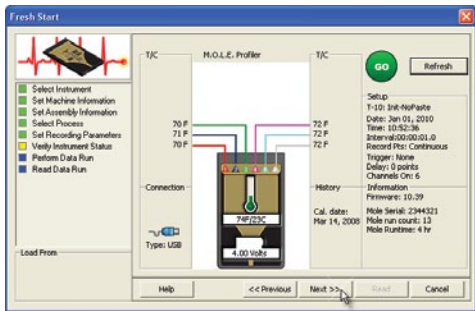 Fresh Start
Select Instrument
Set Machine Information
Set Assembly Information
Select Process
Set Recording Parameters
Verify Instrument Status
Perform Data Run
Read Data Run
Load From
T/C
M.O.L.E. Profiler
T/C
70 F
71 F
70 F
72 F
72 F
72 F
74F/23C
4.00 Volts
Connection
Type: USB
History
Cal. date:
Mar 14, 2008
GO
Refresh
Setup
T-10: Init-NoPaste
Date: Jan 01, 2010
Time: 10:52:36
Interval:00:00:01.0
Record Pts: Continuous
Trigger: None
Delay: 0 points
Channels On: 6
Information
Firmware: 10.39
Mole Serial: 2344321
Mole run count: 13
Mole Runtime: 4 hr
Help
<< Previous
Next >>
Read
Cancel